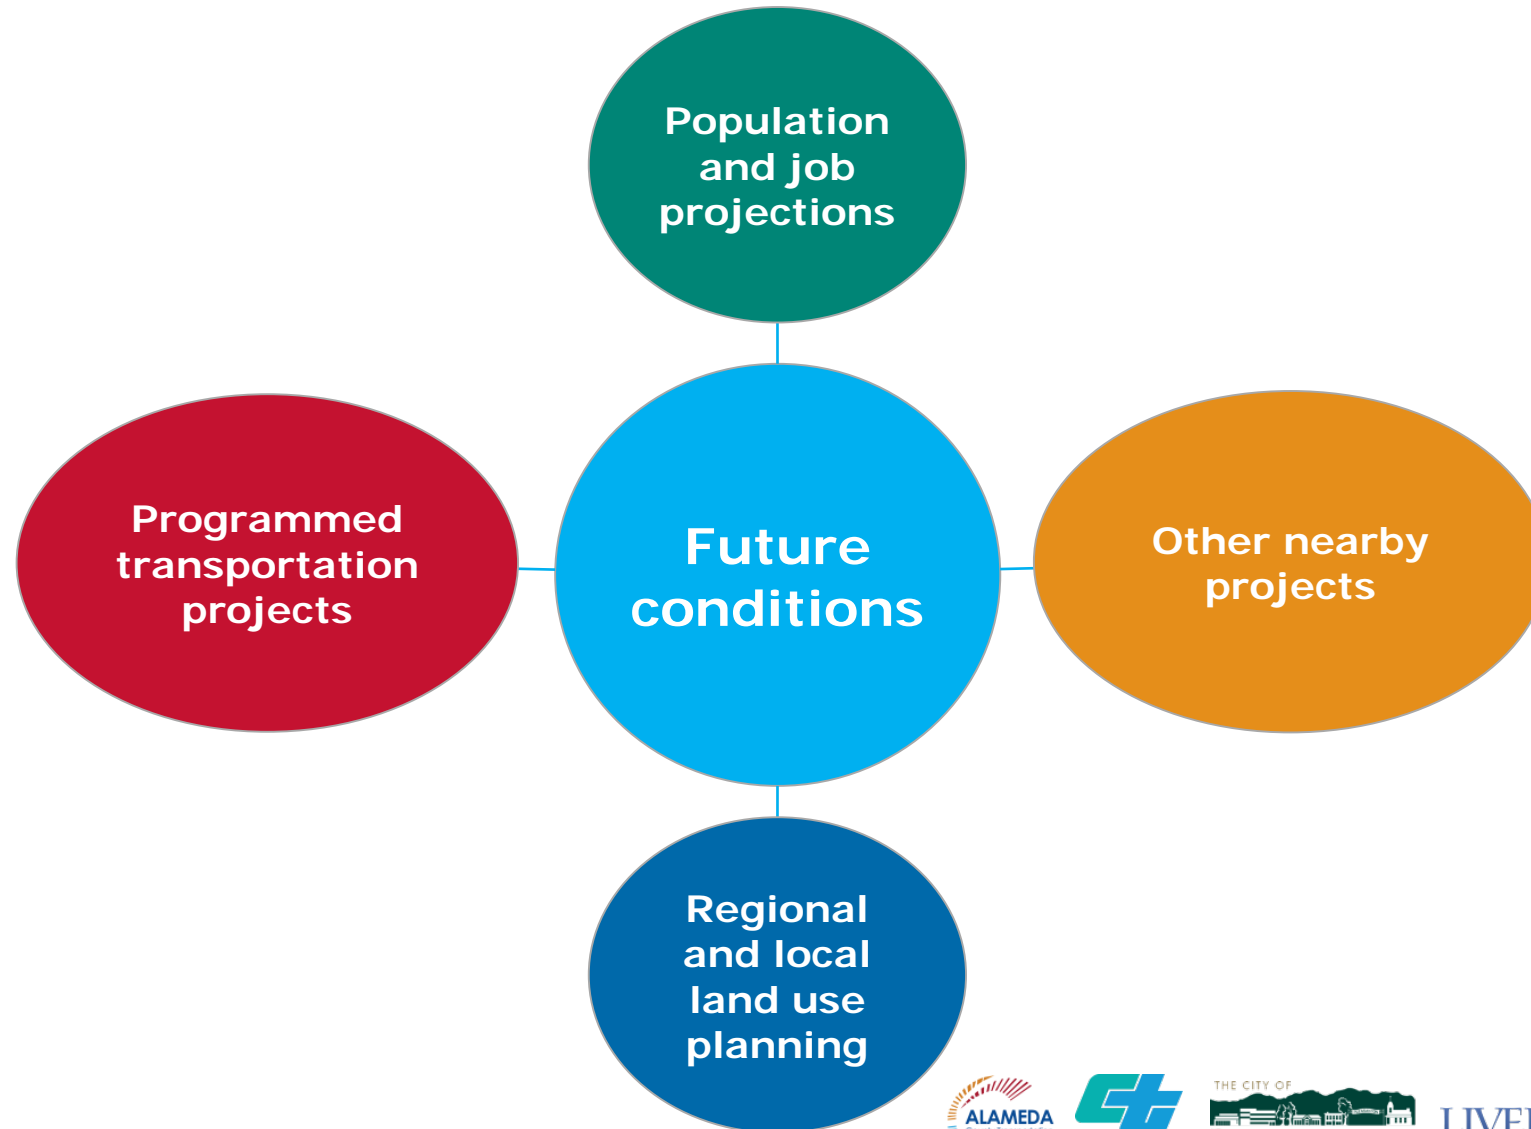 Population
and job
projections
Programmed
transportation
projects
Future
conditions
Other nearby
projects
Regional
and local
land use
planning
THE CITY OF
ALAMEDA